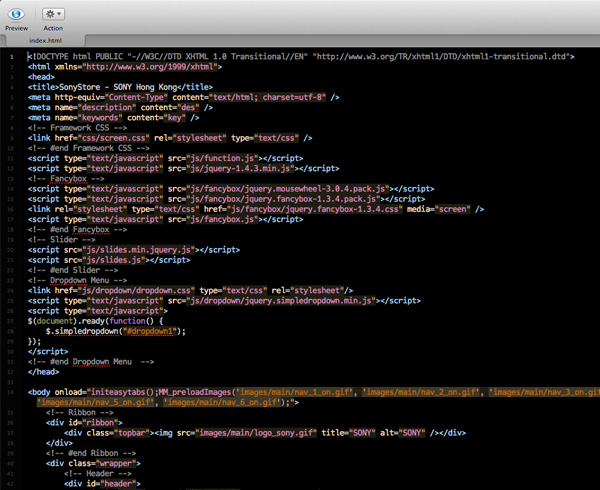 Preview
Action
index.html
1 <!DOCTYPE html PUBLIC "-//W3C//DTD XHTML 1.0 Transitional//EN" "http://www.w3.org/TR/xhtml1/DTD/xhtml1-transitional.dtd">
2 <html xmlns="http://www.w3.org/1999/xhtml">
3 <head>
4 <title>SonyStore - SONY Hong Kong</title>
5 <meta http-equiv="Content-Type" content="text/html; charset=utf-8" />
6 <meta name="description" content="des" />
7 <meta name="keywords" content="key" />
8 <!-- Framework CSS -->
9 <link href="css/screen.css" rel="stylesheet" type="text/css" />
10 <!-- #end Framework CSS -->
11 <script type="text/javascript" src="js/function.js"></script>
12 <script type="text/javascript" src="js/jquery-1.4.3.min.js"></script>
13 <!-- Fancybox -->
14 <script type="text/javascript" src="js/fancybox/jquery.mousewheel-3.0.4.pack.js"></script>
15 <script type="text/javascript" src="js/fancybox/jquery.fancybox-1.3.4.pack.js"></script>
16 <link rel="stylesheet" type="text/css" href="js/fancybox/jquery.fancybox-1.3.4.css" media="screen" />
17 <script type="text/javascript" src="js/fancybox.js"></script>
18 <!-- #end Fancybox -->
19 <!-- Slider -->
20 <script src="js/slides.min.jquery.js"></script>
21 <script src="js/slides.js"></script>
22 <!-- #end Slider -->
23 <!-- Dropdown Menu -->
24 <link href="js/dropdown/dropdown.css" type="text/css" rel="stylesheet"/>
25 <script type="text/javascript" src="js/dropdown/jquery.simpledropdown.min.js"></script>
26 <script type="text/javascript">
27 $(document).ready(function() {
28 $.simpledropdown("#dropdown1");
29 });
30 </script>
31 <!-- #end Dropdown Menu -->
32 </head>
33
34 <body onload="initeasytabs();MM_preloadImages('images/main/nav_1_on.gif', 'images/main/nav_2_on.gif', 'images/main/nav_3_on.gif
'images/main/nav_5_on.gif', 'images/main/nav_6_on.gif');">
35 <!-- Ribbon -->
36 <div id="ribbon">
37 <div class="topbar"><img src="images/main/logo_sony.gif" title="SONY" alt="SONY" /></div>
38 </div>
39 <!-- #end Ribbon -->
40 <div class="wrapper">
41 <!-- Header -->
42 <div id="header">